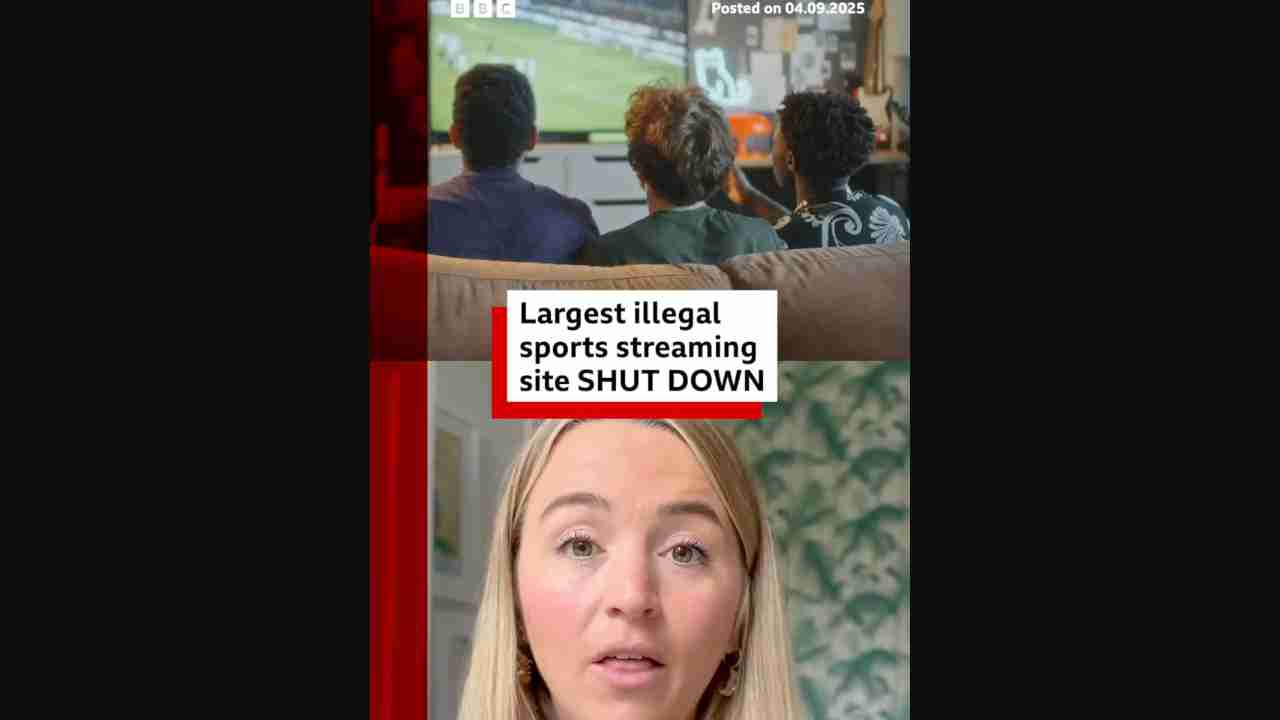 BBC
Posted on 04.09.2025
Largest illegal
sports streaming
site SHUT DOWN